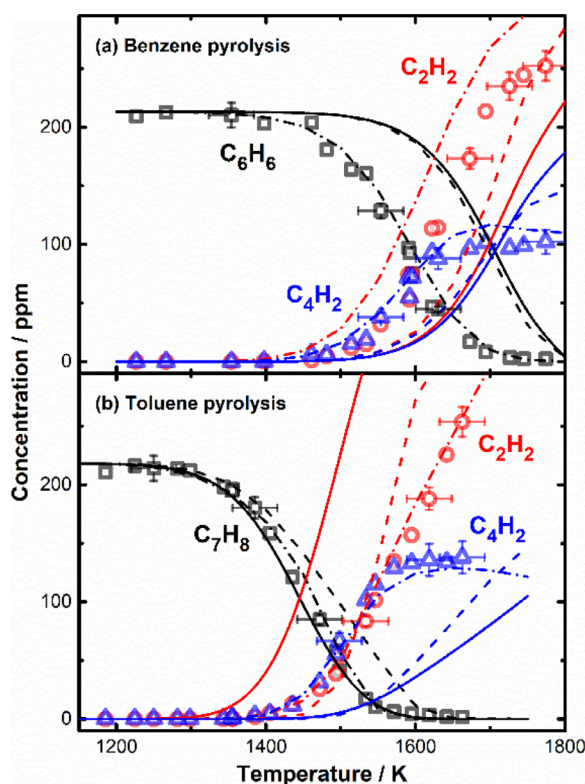 (a) Benzene pyrolysis
C₂H₂
200
C₆H₆
100
C₄H₂
0
(b) Toluene pyrolysis
C₂H₂
200
C₇H₈
C₄H₂
100
0
1200 1400 1600 1800
Temperature / K
Concentration / ppm